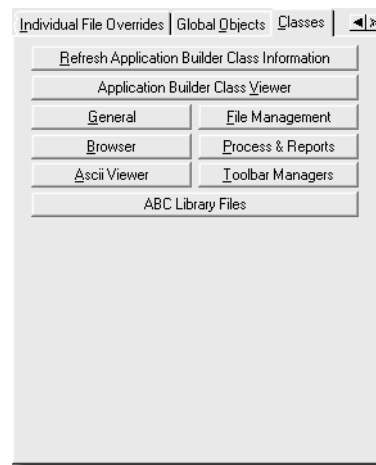 Individual File Overrides Global Objects Classes
Refresh Application Builder Class Information
Application Builder Class Viewer
General File Management
Browser Process & Reports
Ascii Viewer Toolbar Managers
ABC Library Files